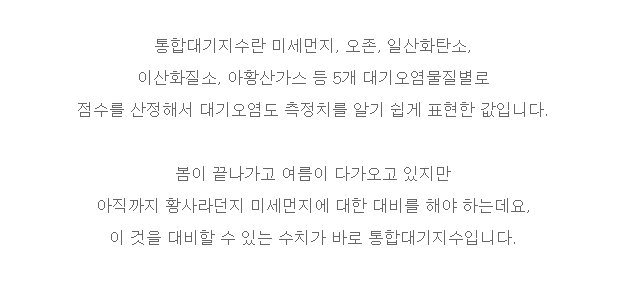 통합대기지수란 미세먼지, 오존, 일산화탄소,
이산화질소, 아황산가스 등 5개 대기오염물질별로
점수를 산정해서 대기오염도 측정치를 알기 쉽게 표현한 값입니다.
봄이 끝나가고 여름이 다가오고 있지만
아직까지 황사라던지 미세먼지에 대한 대비를 해야 하는데요,
이 것을 대비할 수 있는 수치가 바로 통합대기지수입니다.